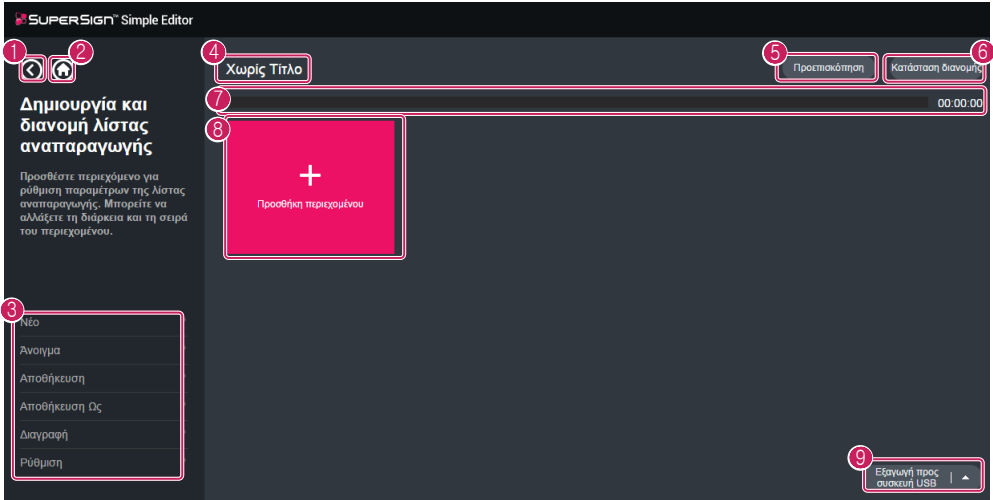 SUPERSIGN™ Simple Editor
1
2
4
5
6
Χωρίς Τίτλο
Προεπισκόπηση
Κατάσταση διανομής
7
00:00:00
Δημιουργία και
διανομή λίστας
αναπαραγωγής
8
Προσθέστε περιεχόμενο για
ρύθμιση παραμέτρων της λίστας
αναπαραγωγής. Μπορείτε να
αλλάξετε τη διάρκεια και τη σειρά
του περιεχομένου.
+
Προσθήκη περιεχομένου
3
Νέο
Άνοιγμα
Αποθήκευση
Αποθήκευση Ως
Διαγραφή
Ρύθμιση
9
Εξαγωγή προς
συσκευή USB